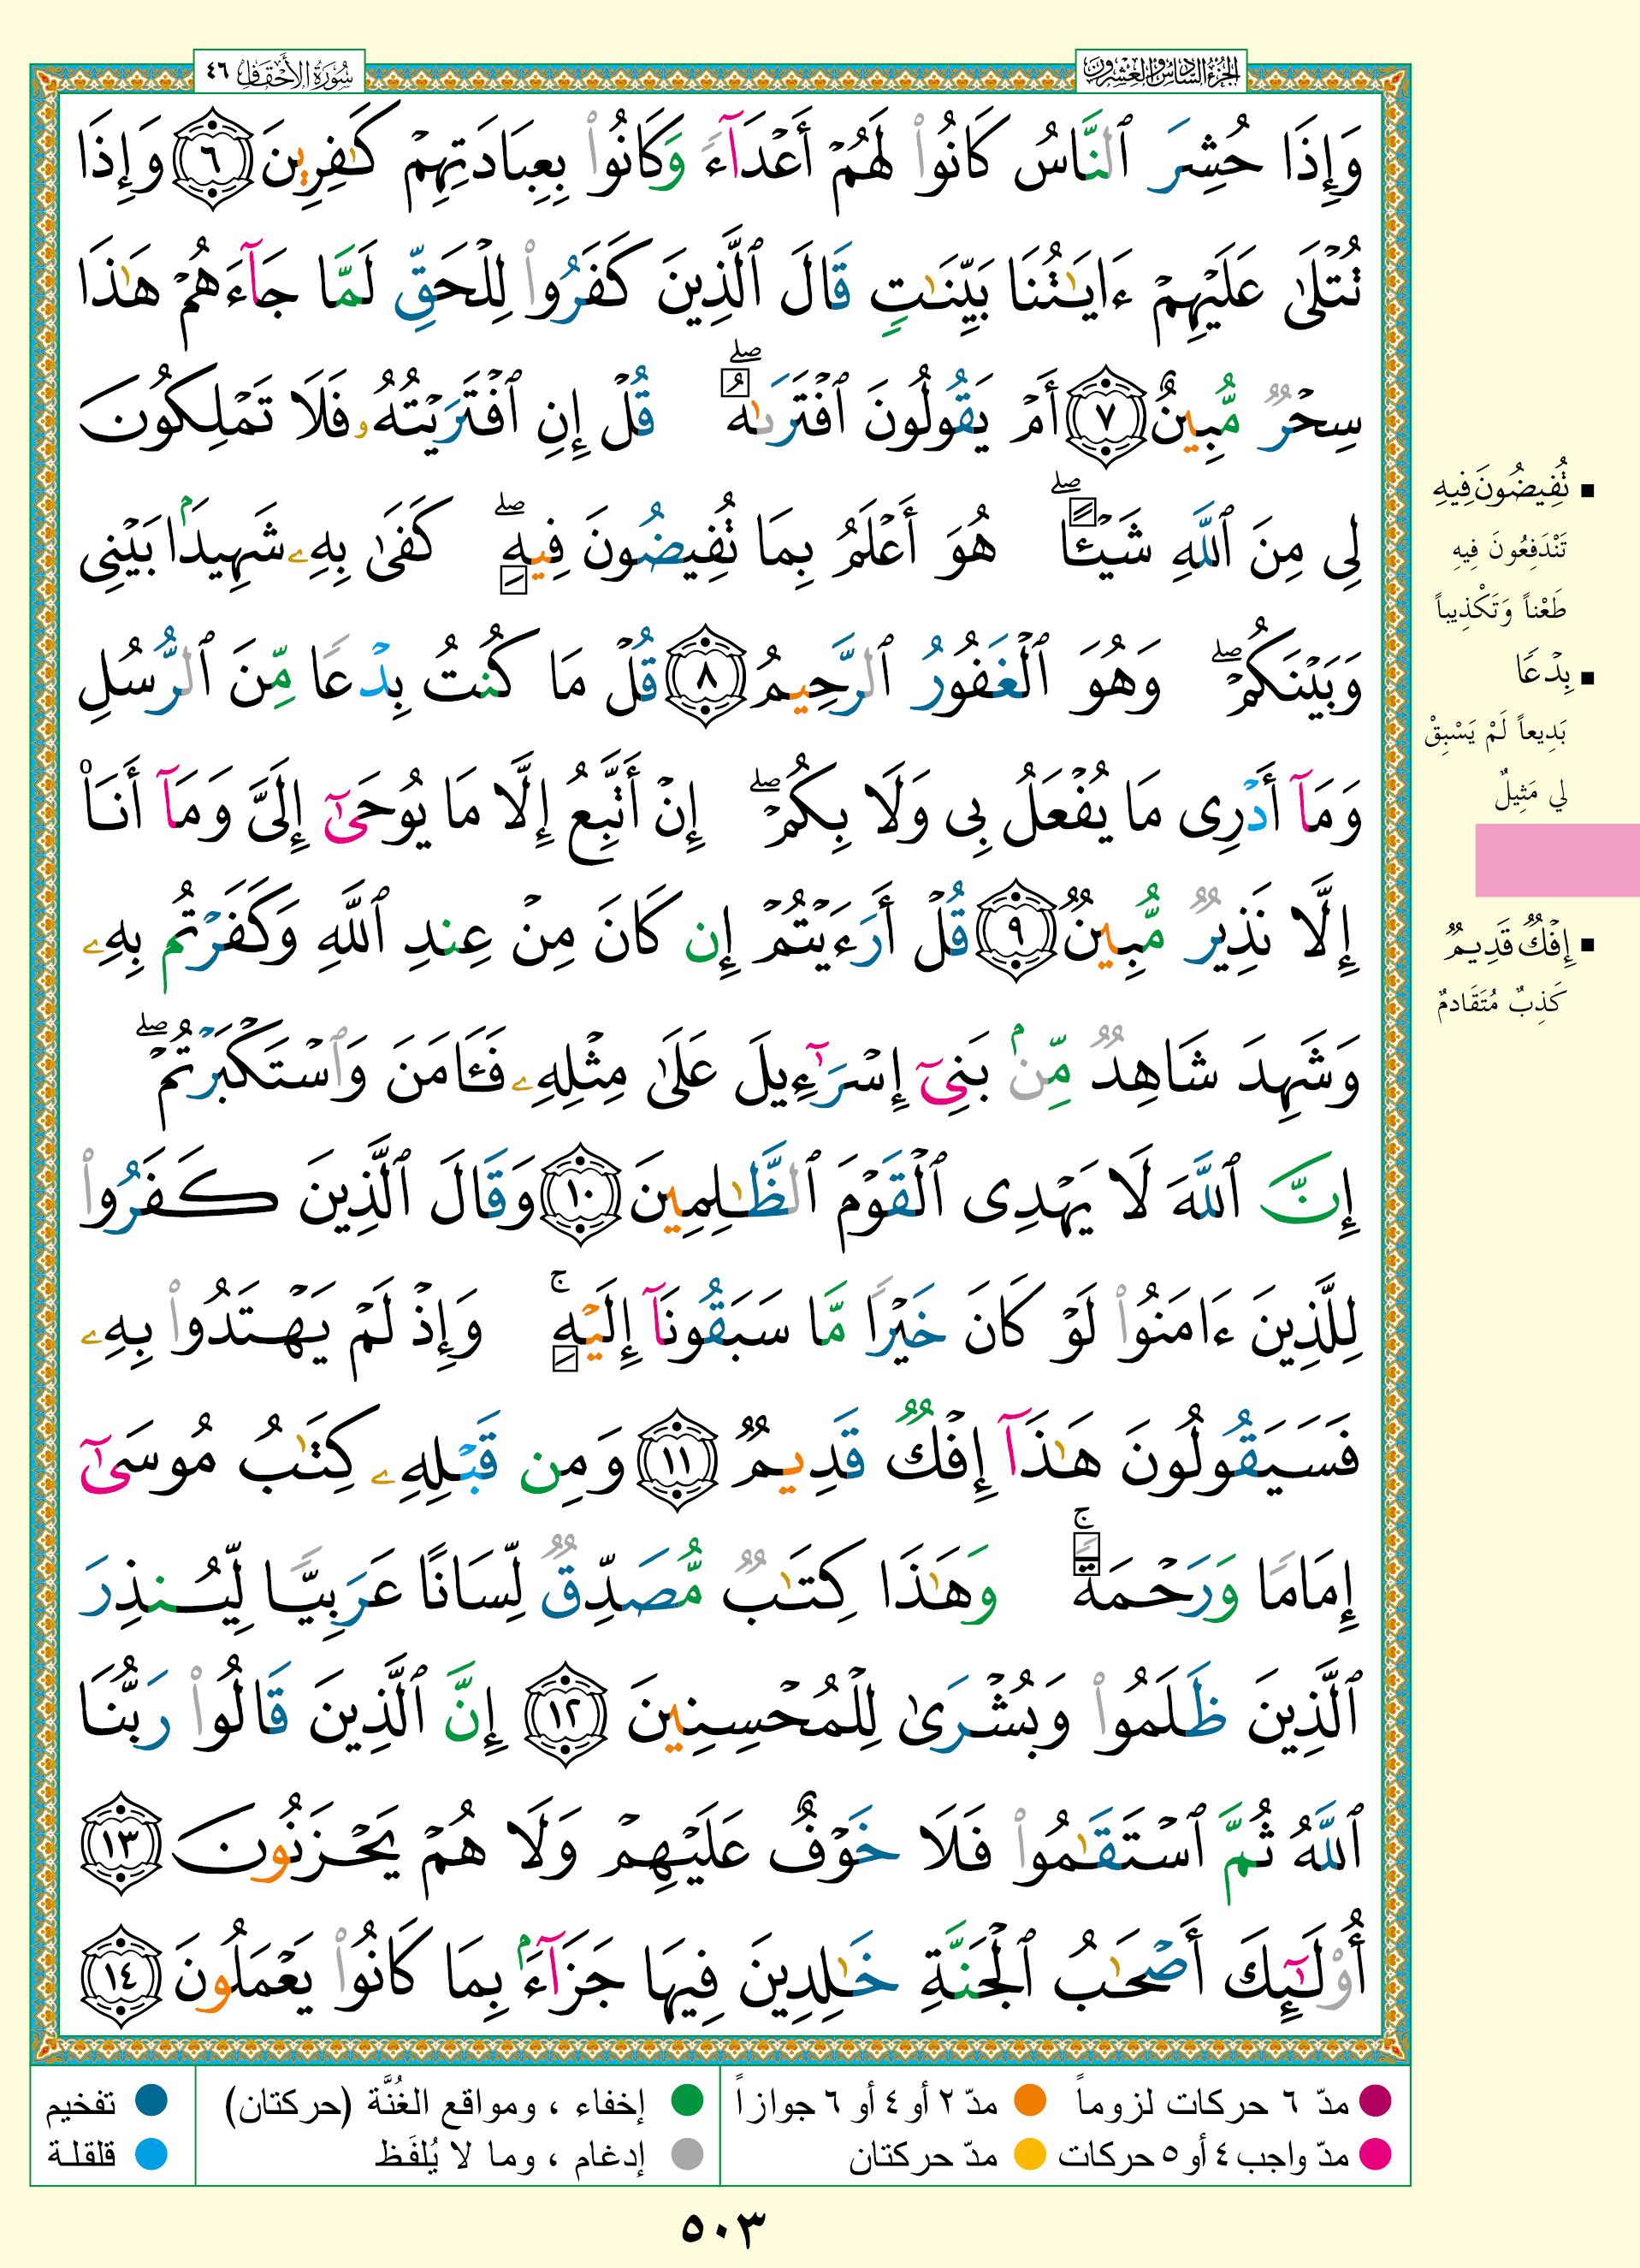 الجزء السادس والعشرون
سُورَةُ الأَحْقَافِ ٤٦
وَإِذَا حُشِرَ ٱلنَّاسُ كَانُوا۟ لَهُمْ أَعْدَآءً وَكَانُوا۟ بِعِبَادَتِهِمْ كَـٰفِرِينَ ٦ وَإِذَا
تُتْلَىٰ عَلَيْهِمْ ءَايَـٰتُنَا بَيِّنَـٰتٍ قَالَ ٱلَّذِينَ كَفَرُوا۟ لِلْحَقِّ لَمَّا جَآءَهُمْ هَـٰذَا
سِحْرٌ مُّبِينٌ ٧ أَمْ يَقُولُونَ ٱفْتَرَىٰهُ ۖ قُلْ إِنِ ٱفْتَرَيْتُهُۥ فَلَا تَمْلِكُونَ
لِى مِنَ ٱللَّهِ شَيْـًٔا ۖ هُوَ أَعْلَمُ بِمَا تُفِيضُونَ فِيهِ ۖ كَفَىٰ بِهِۦ شَهِيدًۢا بَيْنِى
وَبَيْنَكُمْ ۖ وَهُوَ ٱلْغَفُورُ ٱلرَّحِيمُ ٨ قُلْ مَا كُنتُ بِدْعًا مِّنَ ٱلرُّسُلِ
وَمَآ أَدْرِى مَا يُفْعَلُ بِى وَلَا بِكُمْ ۖ إِنْ أَتَّبِعُ إِلَّا مَا يُوحَىٰٓ إِلَىَّ وَمَآ أَنَا۠
إِلَّا نَذِيرٌ مُّبِينٌ ٩ قُلْ أَرَءَيْتُمْ إِن كَانَ مِنْ عِندِ ٱللَّهِ وَكَفَرْتُم بِهِۦ
وَشَهِدَ شَاهِدٌ مِّنۢ بَنِىٓ إِسْرَٰٓءِيلَ عَلَىٰ مِثْلِهِۦ فَـَٔامَنَ وَٱسْتَكْبَرْتُمْ ۖ
إِنَّ ٱللَّهَ لَا يَهْدِى ٱلْقَوْمَ ٱلظَّـٰلِمِينَ ١٠ وَقَالَ ٱلَّذِينَ كَفَرُوا۟
لِلَّذِينَ ءَامَنُوا۟ لَوْ كَانَ خَيْرًا مَّا سَبَقُونَآ إِلَيْهِ ۚ وَإِذْ لَمْ يَهْتَدُوا۟ بِهِۦ
فَسَيَقُولُونَ هَـٰذَآ إِفْكٌ قَدِيمٌ ١١ وَمِن قَبْلِهِۦ كِتَـٰبُ مُوسَىٰٓ
إِمَامًا وَرَحْمَةً ۚ وَهَـٰذَا كِتَـٰبٌ مُّصَدِّقٌ لِّسَانًا عَرَبِيًّا لِّيُنذِرَ
ٱلَّذِينَ ظَلَمُوا۟ وَبُشْرَىٰ لِلْمُحْسِنِينَ ١٢ إِنَّ ٱلَّذِينَ قَالُوا۟ رَبُّنَا
ٱللَّهُ ثُمَّ ٱسْتَقَـٰمُوا۟ فَلَا خَوْفٌ عَلَيْهِمْ وَلَا هُمْ يَحْزَنُونَ ١٣
أُو۟لَـٰٓئِكَ أَصْحَـٰبُ ٱلْجَنَّةِ خَـٰلِدِينَ فِيهَا جَزَآءًۢ بِمَا كَانُوا۟ يَعْمَلُونَ ١٤
■ تُفِيضُونَ فِيهِ
تَنْدَفِعُونَ فِيهِ
طَعْناً وَتَكْذِيباً
■ بِدْعًا
بَدِيعاً لَمْ يَسْبِقْ
لي مَثِيلٌ
■ إِفْكٌ قَدِيمٌ
كَذِبٌ مُتَقَادمٌ
مدّ ٦ حركات لزوماً مدّ ٢ أو ٤ أو ٦ جوازاً إخفاء ، ومواقع الغُنَّة (حركتان) تفخيم
مدّ واجب ٤ أو ٥ حركات مدّ حركتان إدغام ، وما لا يُلفَظ قلقلة
٥٠٣